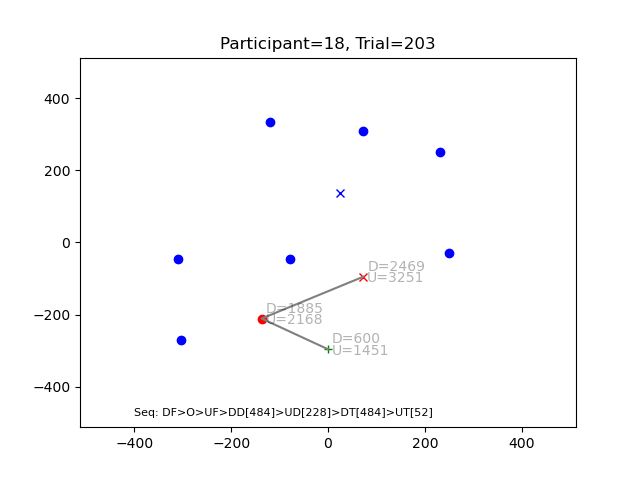 Participant=18, Trial=203
400
200
0
−200
−400
D=2469
U=3251
D=1885
U=2168
D=600
U=1451
Seq: DF>O>UF>DD[484]>UD[228]>DT[484]>UT[52]
−400
−200
0
200
400